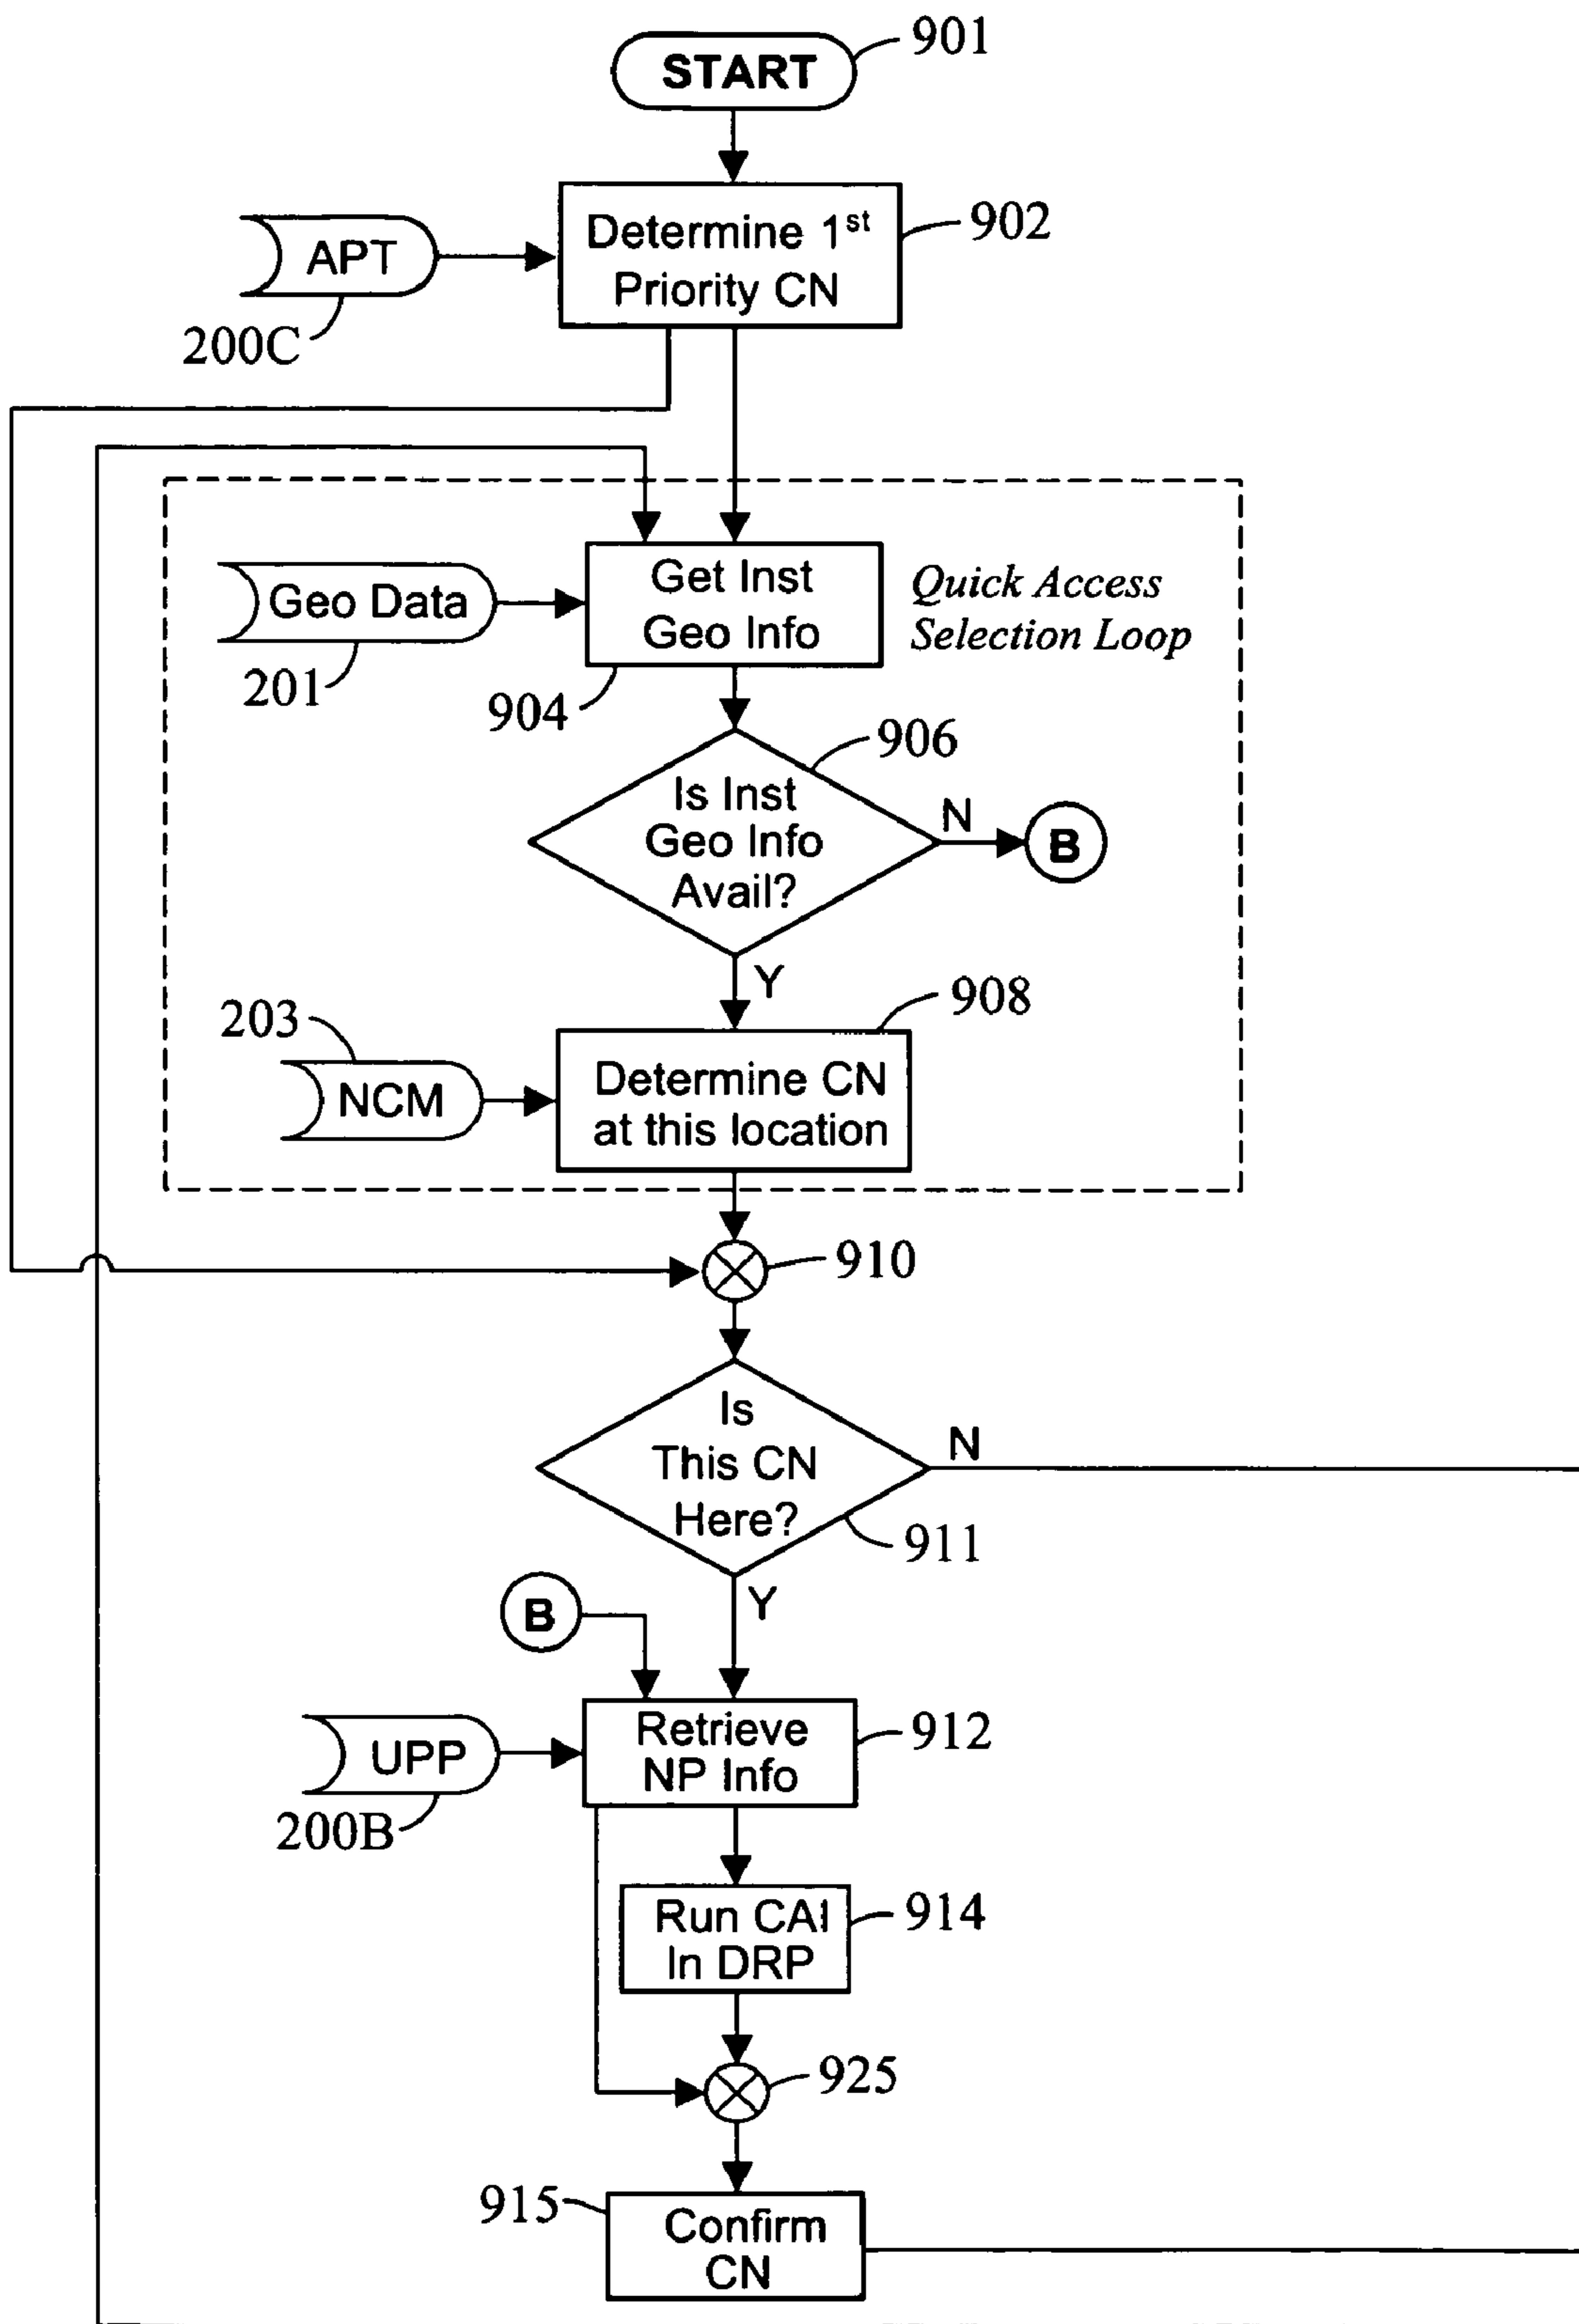 START
901
Determine 1st
Priority CN
902
APT
200C
Get Inst
Geo Info
Quick Access
Selection Loop
Geo Data
201
904
906
Is Inst
Geo Info
Avail?
N
B
Y
908
203
NCM
Determine CN
at this location
910
Is
This CN
Here?
N
911
B
Y
Retrieve
NP Info
912
UPP
200B
Run CAI
In DRP
914
925
915
Confirm
CN